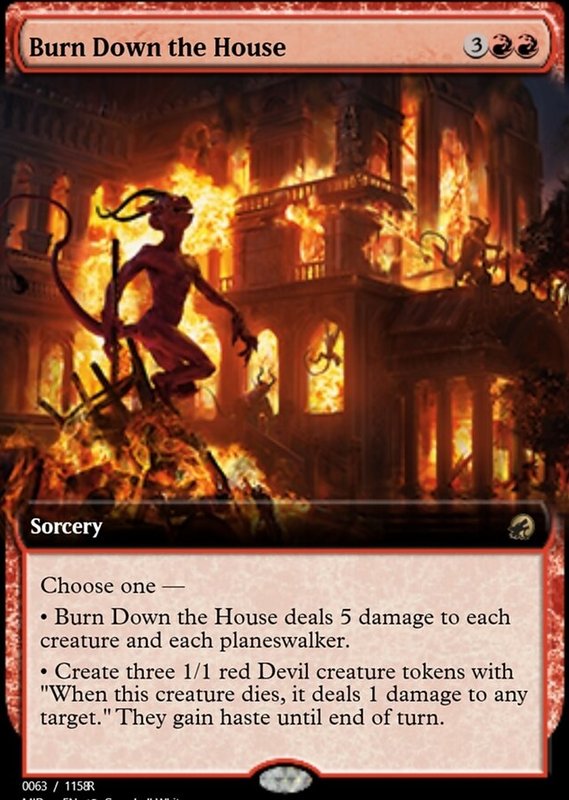 Burn Down the House 3
Sorcery
Choose one —
• Burn Down the House deals 5 damage to each
creature and each planeswalker.
• Create three 1/1 red Devil creature tokens with
"When this creature dies, it deals 1 damage to any
target." They gain haste until end of turn.
0063 / 1158R